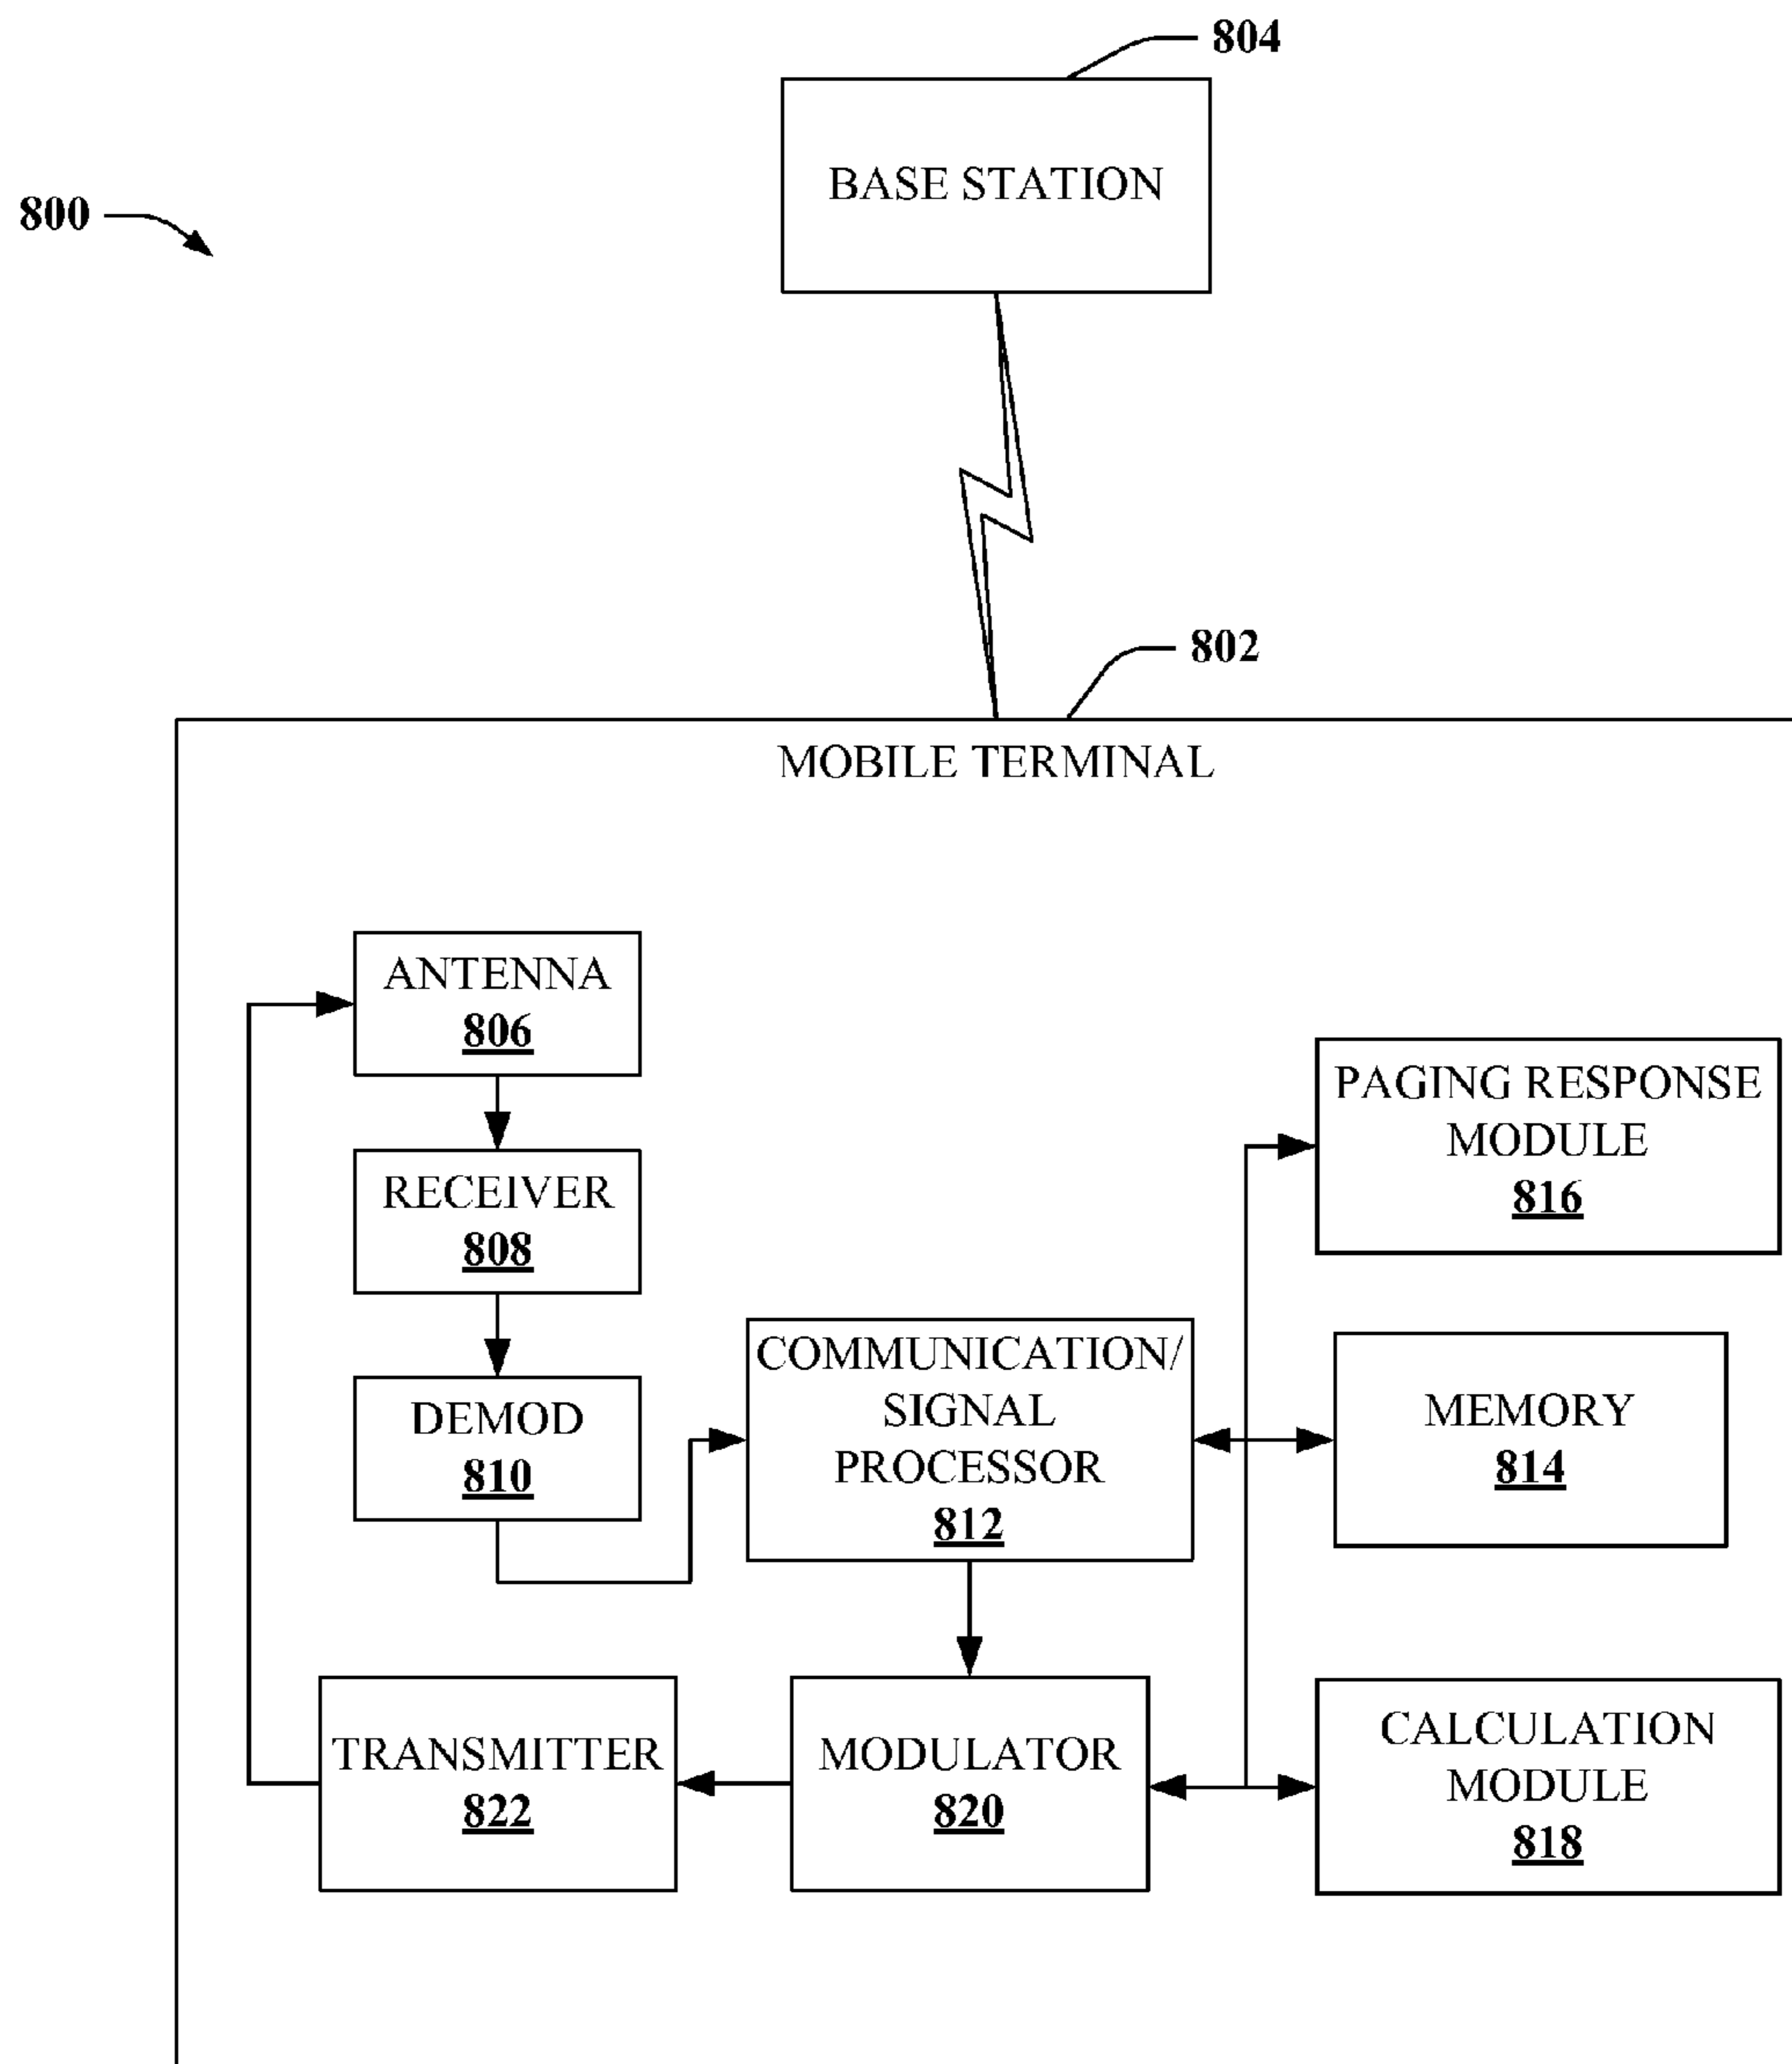 804
BASE STATION
800
802
MOBILE TERMINAL
ANTENNA
806
RECEIVER
808
DEMOD
810
COMMUNICATION/
SIGNAL
PROCESSOR
812
PAGING RESPONSE
MODULE
816
MEMORY
814
TRANSMITTER
822
MODULATOR
820
CALCULATION
MODULE
818